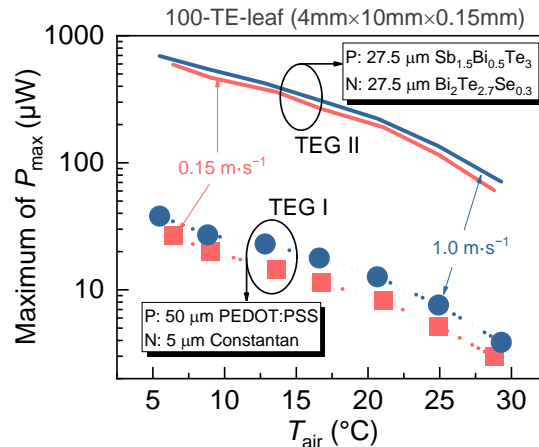 100-TE-leaf (4mm×10mm×0.15mm)
Maximum of Pmax (µW)
1000
100
10
P: 27.5 µm Sb1.5Bi0.5Te3
N: 27.5 µm Bi2Te2.7Se0.3
TEG II
0.15 m·s⁻¹
TEG I
1.0 m·s⁻¹
P: 50 µm PEDOT:PSS
N: 5 µm Constantan
5 10 15 20 25 30
Tair (°C)